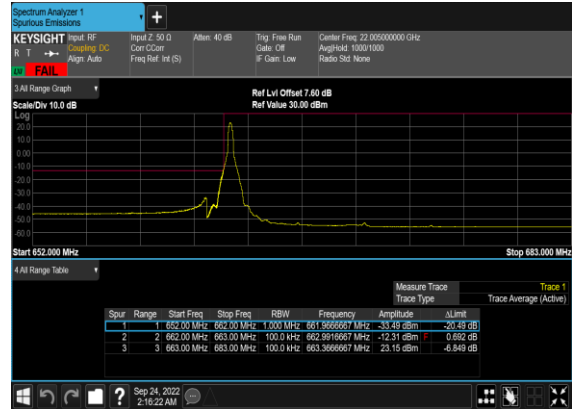 Spectrum Analyzer 1
Spurious Emissions
+
KEYSIGHT Input: RF Input Z: 50 Ω Atten: 40 dB Trig: Free Run Center Freq: 22.005000000 GHz
R T Coupling: DC Corr CCorr Gate: Off Avg|Hold: 1000/1000
Align: Auto Freq Ref: Int (S) IF Gain: Low Radio Std: None
LXI FAIL
3 All Range Graph
Ref Lvl Offset 7.60 dB
Scale/Div 10.0 dB Ref Value 30.00 dBm
Log
20.0
10.0
0.00
-10.0
-20.0
-30.0
-40.0
-50.0
-60.0
Start 652.000 MHz Stop 683.000 MHz
4 All Range Table
Measure Trace Trace 1
Trace Type Trace Average (Active)
Spur Range Start Freq Stop Freq RBW Frequency Amplitude ΔLimit
1 1 652.00 MHz 662.00 MHz 1.000 MHz 661.9666667 MHz -33.49 dBm -20.49 dB
2 2 662.00 MHz 663.00 MHz 100.0 kHz 662.9916667 MHz -12.31 dBm F 0.692 dB
3 3 663.00 MHz 683.00 MHz 100.0 kHz 663.3666667 MHz 23.15 dBm -6.849 dB
? Sep 24, 2022
2:16:22 AM